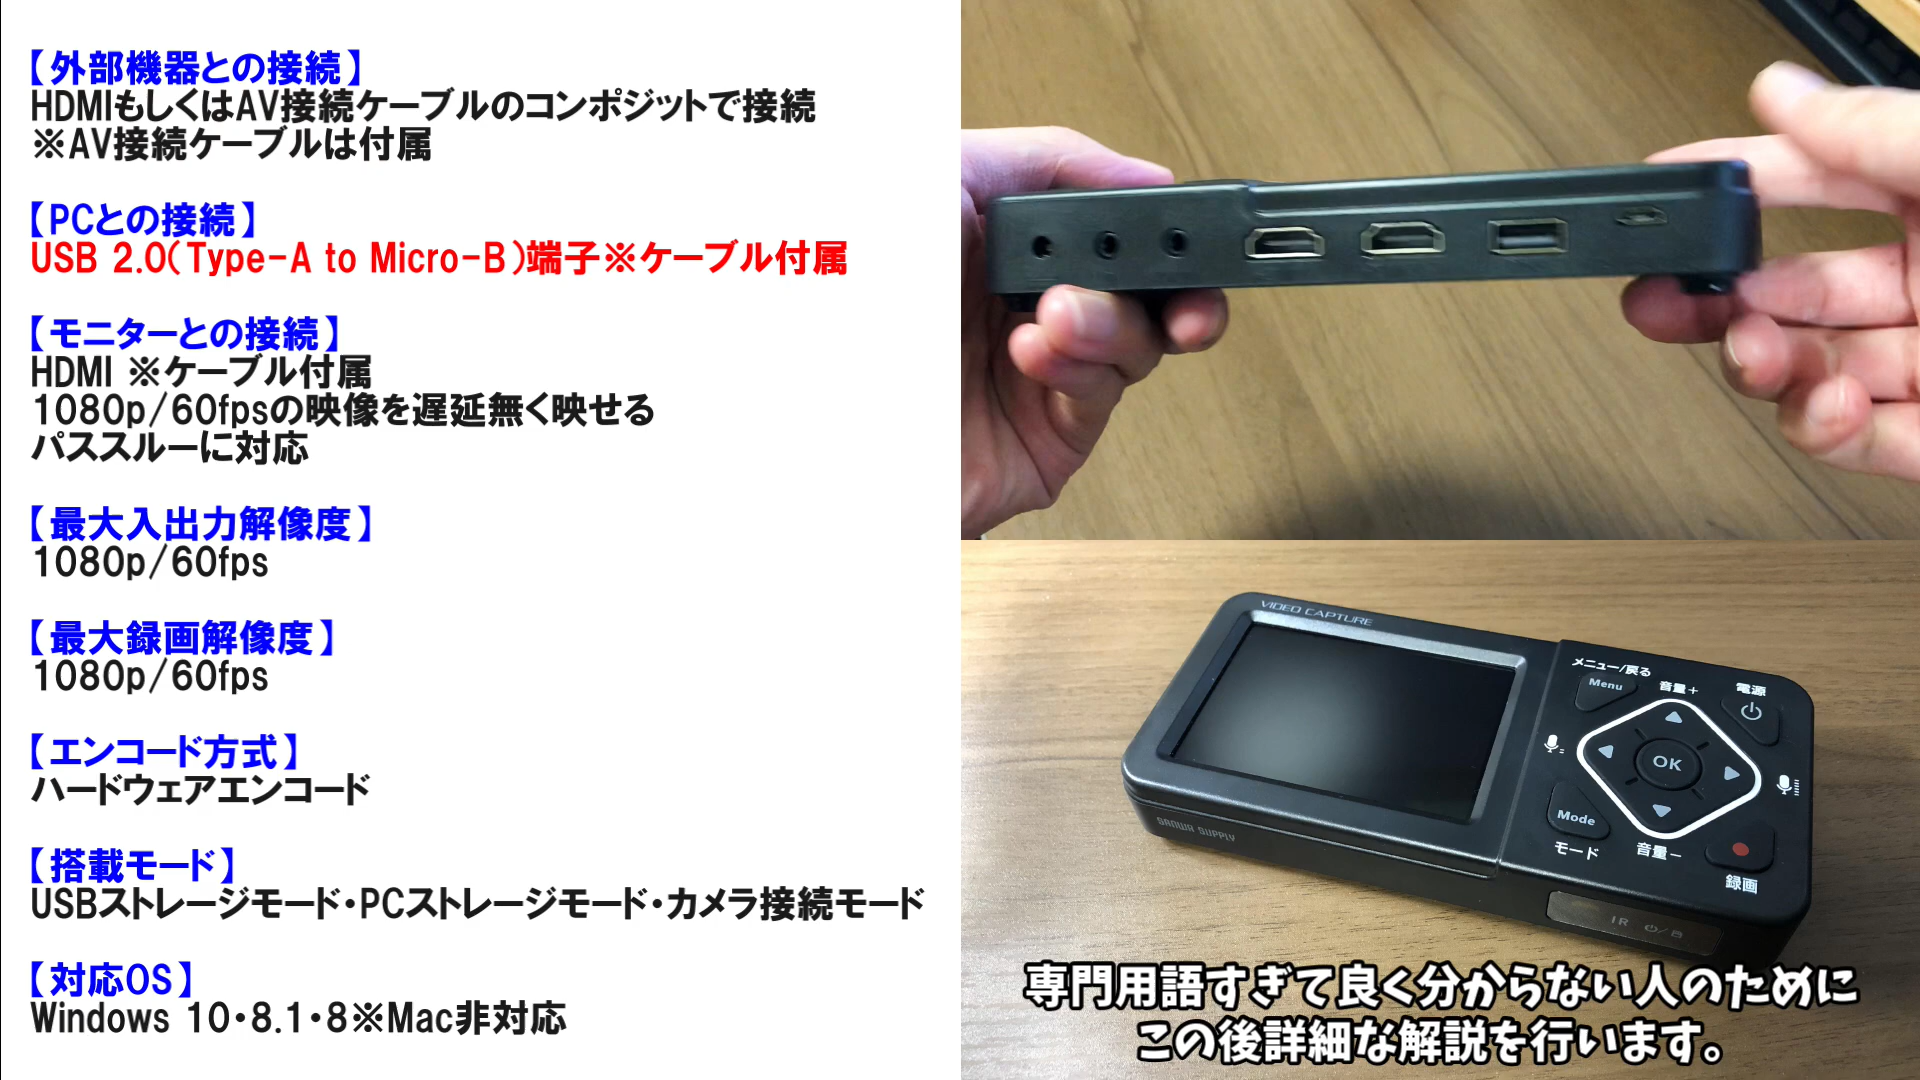 【外部機器との接続】
HDMIもしくはAV接続ケーブルのコンポジットで接続
※AV接続ケーブルは付属
【PCとの接続】
USB 2.0(Type-A to Micro-B)端子※ケーブル付属
【モニターとの接続】
HDMI ※ケーブル付属
1080p/60fpsの映像を遅延無く映せる
パススルーに対応
【最大入出力解像度】
1080p/60fps
【最大録画解像度】
1080p/60fps
【エンコード方式】
ハードウェアエンコード
【搭載モード】
USBストレージモード・PCストレージモード・カメラ接続モード
【対応OS】
Windows 10・8.1・8※Mac非対応
VIDEO CAPTURE
メニュー/戻る
Menu
音量+
電源
OK
Mode
モード
音量-
録画
SANWA SUPPLY
IR
専門用語すぎて良く分からない人のために
この後詳細な解説を行います。